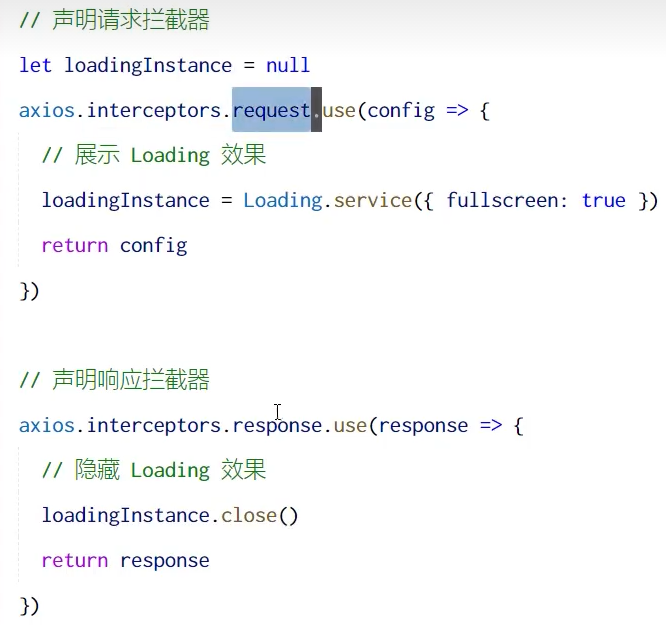 // 声明请求拦截器
let loadingInstance = null
axios.interceptors.request.use(config => {
// 展示 Loading 效果
loadingInstance = Loading.service({ fullscreen: true })
return config
})
// 声明响应拦截器
axios.interceptors.response.use(response => {
// 隐藏 Loading 效果
loadingInstance.close()
return response
})